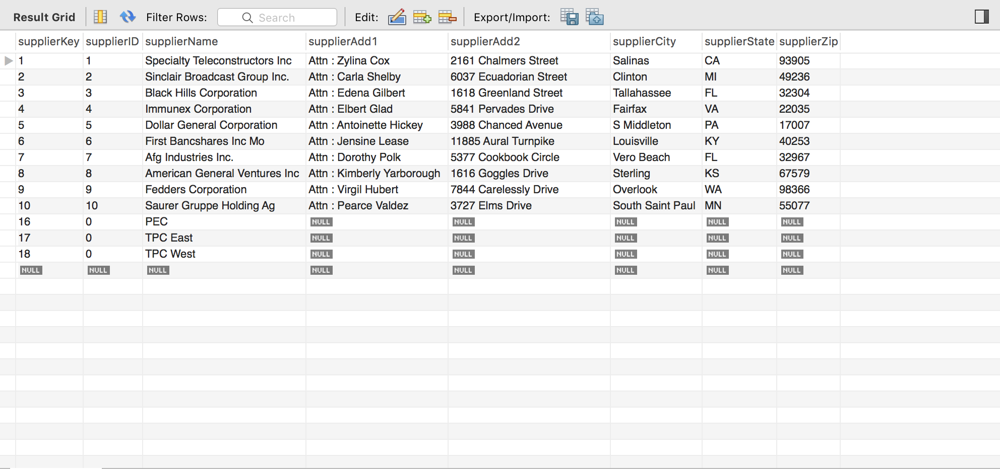 Result Grid Filter Rows: Search Edit: Export/Import:
supplierKey supplierID supplierName supplierAdd1 supplierAdd2 supplierCity supplierState supplierZip
1 1 Specialty Teleconstructors Inc Attn : Zylina Cox 2161 Chalmers Street Salinas CA 93905
2 2 Sinclair Broadcast Group Inc. Attn : Carla Shelby 6037 Ecuadorian Street Clinton MI 49236
3 3 Black Hills Corporation Attn : Edena Gilbert 1618 Greenland Street Tallahassee FL 32304
4 4 Immunex Corporation Attn : Elbert Glad 5841 Pervades Drive Fairfax VA 22035
5 5 Dollar General Corporation Attn : Antoinette Hickey 3988 Chanced Avenue S Middleton PA 17007
6 6 First Bancshares Inc Mo Attn : Jensine Lease 11885 Aural Turnpike Louisville KY 40253
7 7 Afg Industries Inc. Attn : Dorothy Polk 5377 Cookbook Circle Vero Beach FL 32967
8 8 American General Ventures Inc Attn : Kimberly Yarborough 1616 Goggles Drive Sterling KS 67579
9 9 Fedders Corporation Attn : Virgil Hubert 7844 Carelessly Drive Overlook WA 98366
10 10 Saurer Gruppe Holding Ag Attn : Pearce Valdez 3727 Elms Drive South Saint Paul MN 55077
16 0 PEC NULL NULL NULL NULL NULL
17 0 TPC East NULL NULL NULL NULL NULL
18 0 TPC West NULL NULL NULL NULL NULL
NULL NULL NULL NULL NULL NULL NULL NULL